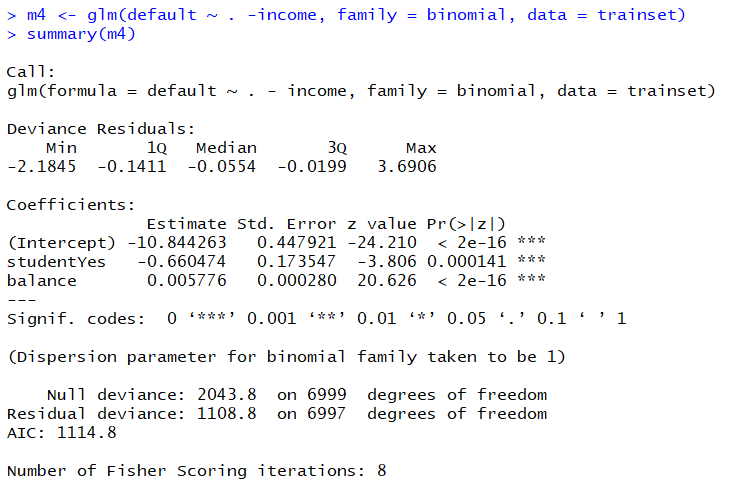 > m4 <- glm(default ~ . -income, family = binomial, data = trainset)
> summary(m4)
Call:
glm(formula = default ~ . - income, family = binomial, data = trainset)
Deviance Residuals:
    Min       1Q   Median       3Q      Max
-2.1845  -0.1411  -0.0554  -0.0199   3.6906
Coefficients:
              Estimate Std. Error z value Pr(>|z|)
(Intercept) -10.844263   0.447921 -24.210  < 2e-16 ***
studentYes   -0.660474   0.173547  -3.806 0.000141 ***
balance       0.005776   0.000280  20.626  < 2e-16 ***
---
Signif. codes:  0 ‘***’ 0.001 ‘**’ 0.01 ‘*’ 0.05 ‘.’ 0.1 ‘ ’ 1
(Dispersion parameter for binomial family taken to be 1)
    Null deviance: 2043.8  on 6999  degrees of freedom
Residual deviance: 1108.8  on 6997  degrees of freedom
AIC: 1114.8
Number of Fisher Scoring iterations: 8